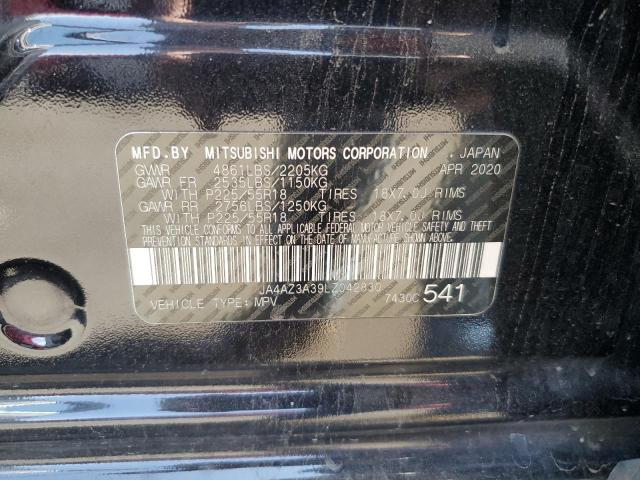 MFD.BY MITSUBISHI MOTORS CORPORATION . JAPAN
GVWR 4861LBS/2205KG APR 2020
GAWR FR 2535LBS/1150KG
WITH P225/55R18 TIRES 18X7.0J RIMS
GAWR RR 2756LBS/1250KG
WITH P225/55R18 TIRES 18X7.0J RIMS
THIS VEHICLE CONFORMS TO ALL APPLICABLE FEDERAL MOTOR VEHICLE SAFETY AND THEFT
PREVENTION STANDARDS IN EFFECT ON THE DATE OF MANUFACTURE SHOWN ABOVE.
JA4AZ3A39LZ042830
VEHICLE TYPE:MPV 7430C 541